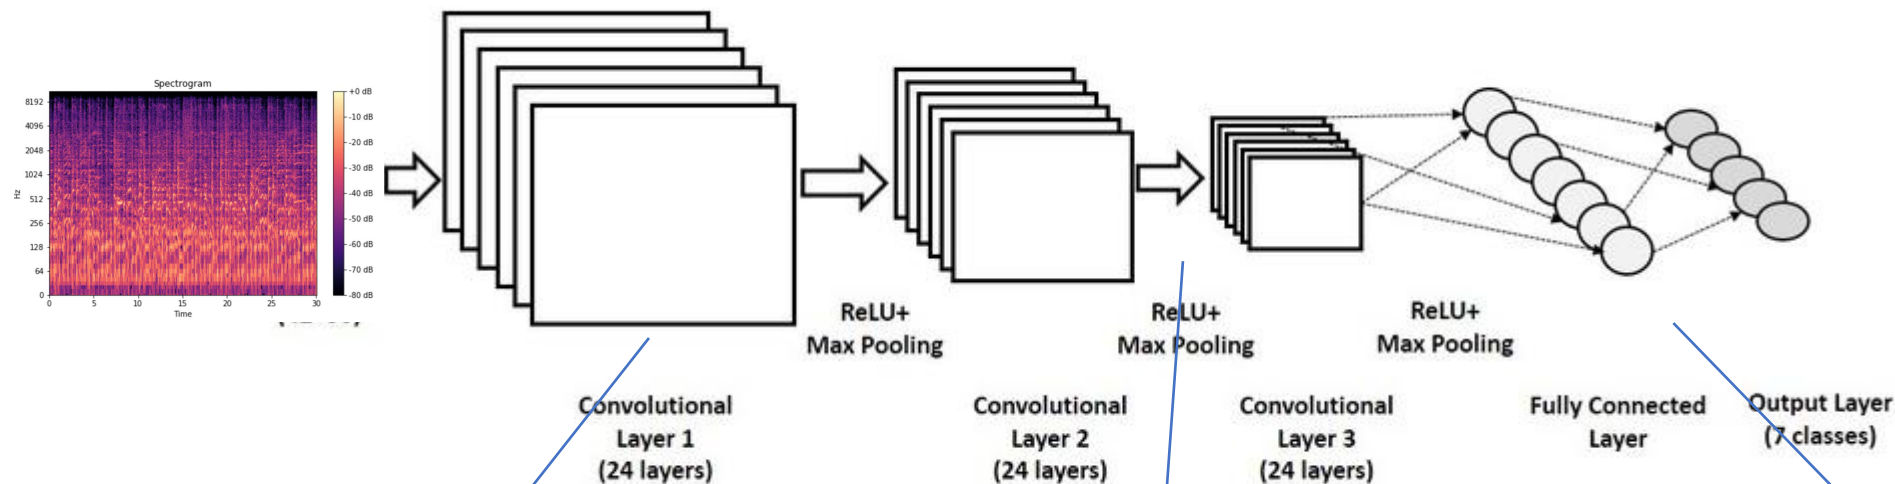 Spectrogram
Hz
8192
4096
2048
1024
512
256
128
64
0
0 5 10 15 20 25 30
Time
+0 dB
-10 dB
-20 dB
-30 dB
-40 dB
-50 dB
-60 dB
-70 dB
-80 dB
ReLU+
Max Pooling
ReLU+
Max Pooling
ReLU+
Max Pooling
Convolutional
Layer 1
(24 layers)
Convolutional
Layer 2
(24 layers)
Convolutional
Layer 3
(24 layers)
Fully Connected
Layer
Output Layer
(7 classes)